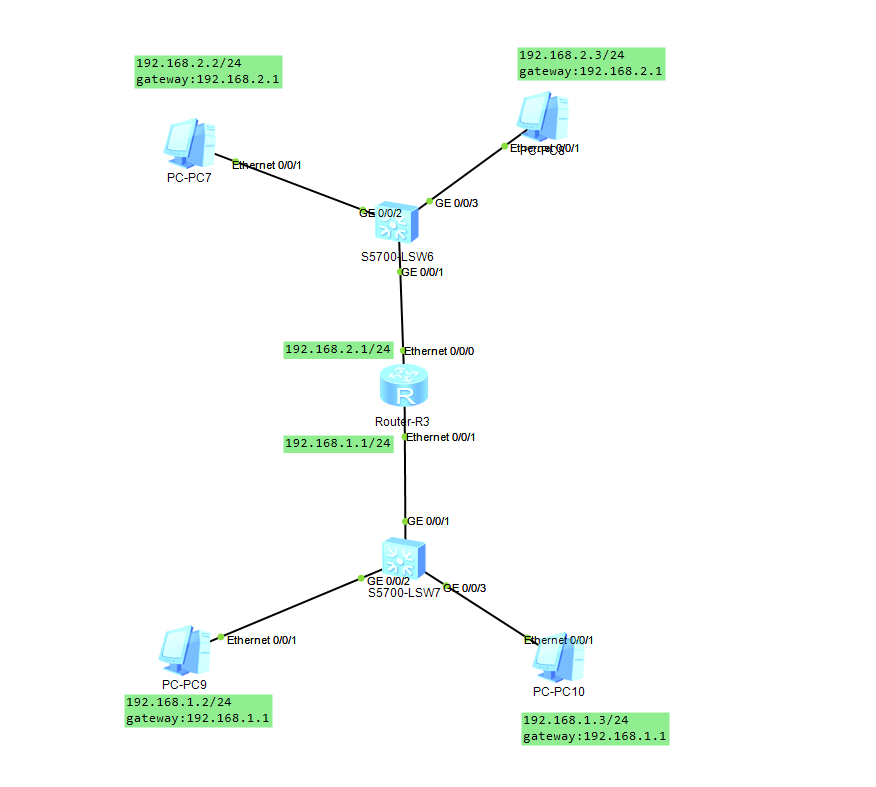 192.168.2.2/24
gateway:192.168.2.1
192.168.2.3/24
gateway:192.168.2.1
PC-PC7
Ethernet 0/0/1
Ethernet 0/0/1
PC-PC8
GE 0/0/2
GE 0/0/3
S5700-LSW6
GE 0/0/1
192.168.2.1/24
Ethernet 0/0/0
R
Router-R3
192.168.1.1/24
Ethernet 0/0/1
GE 0/0/1
GE 0/0/2
GE 0/0/3
S5700-LSW7
Ethernet 0/0/1
Ethernet 0/0/1
PC-PC9
PC-PC10
192.168.1.2/24
gateway:192.168.1.1
192.168.1.3/24
gateway:192.168.1.1